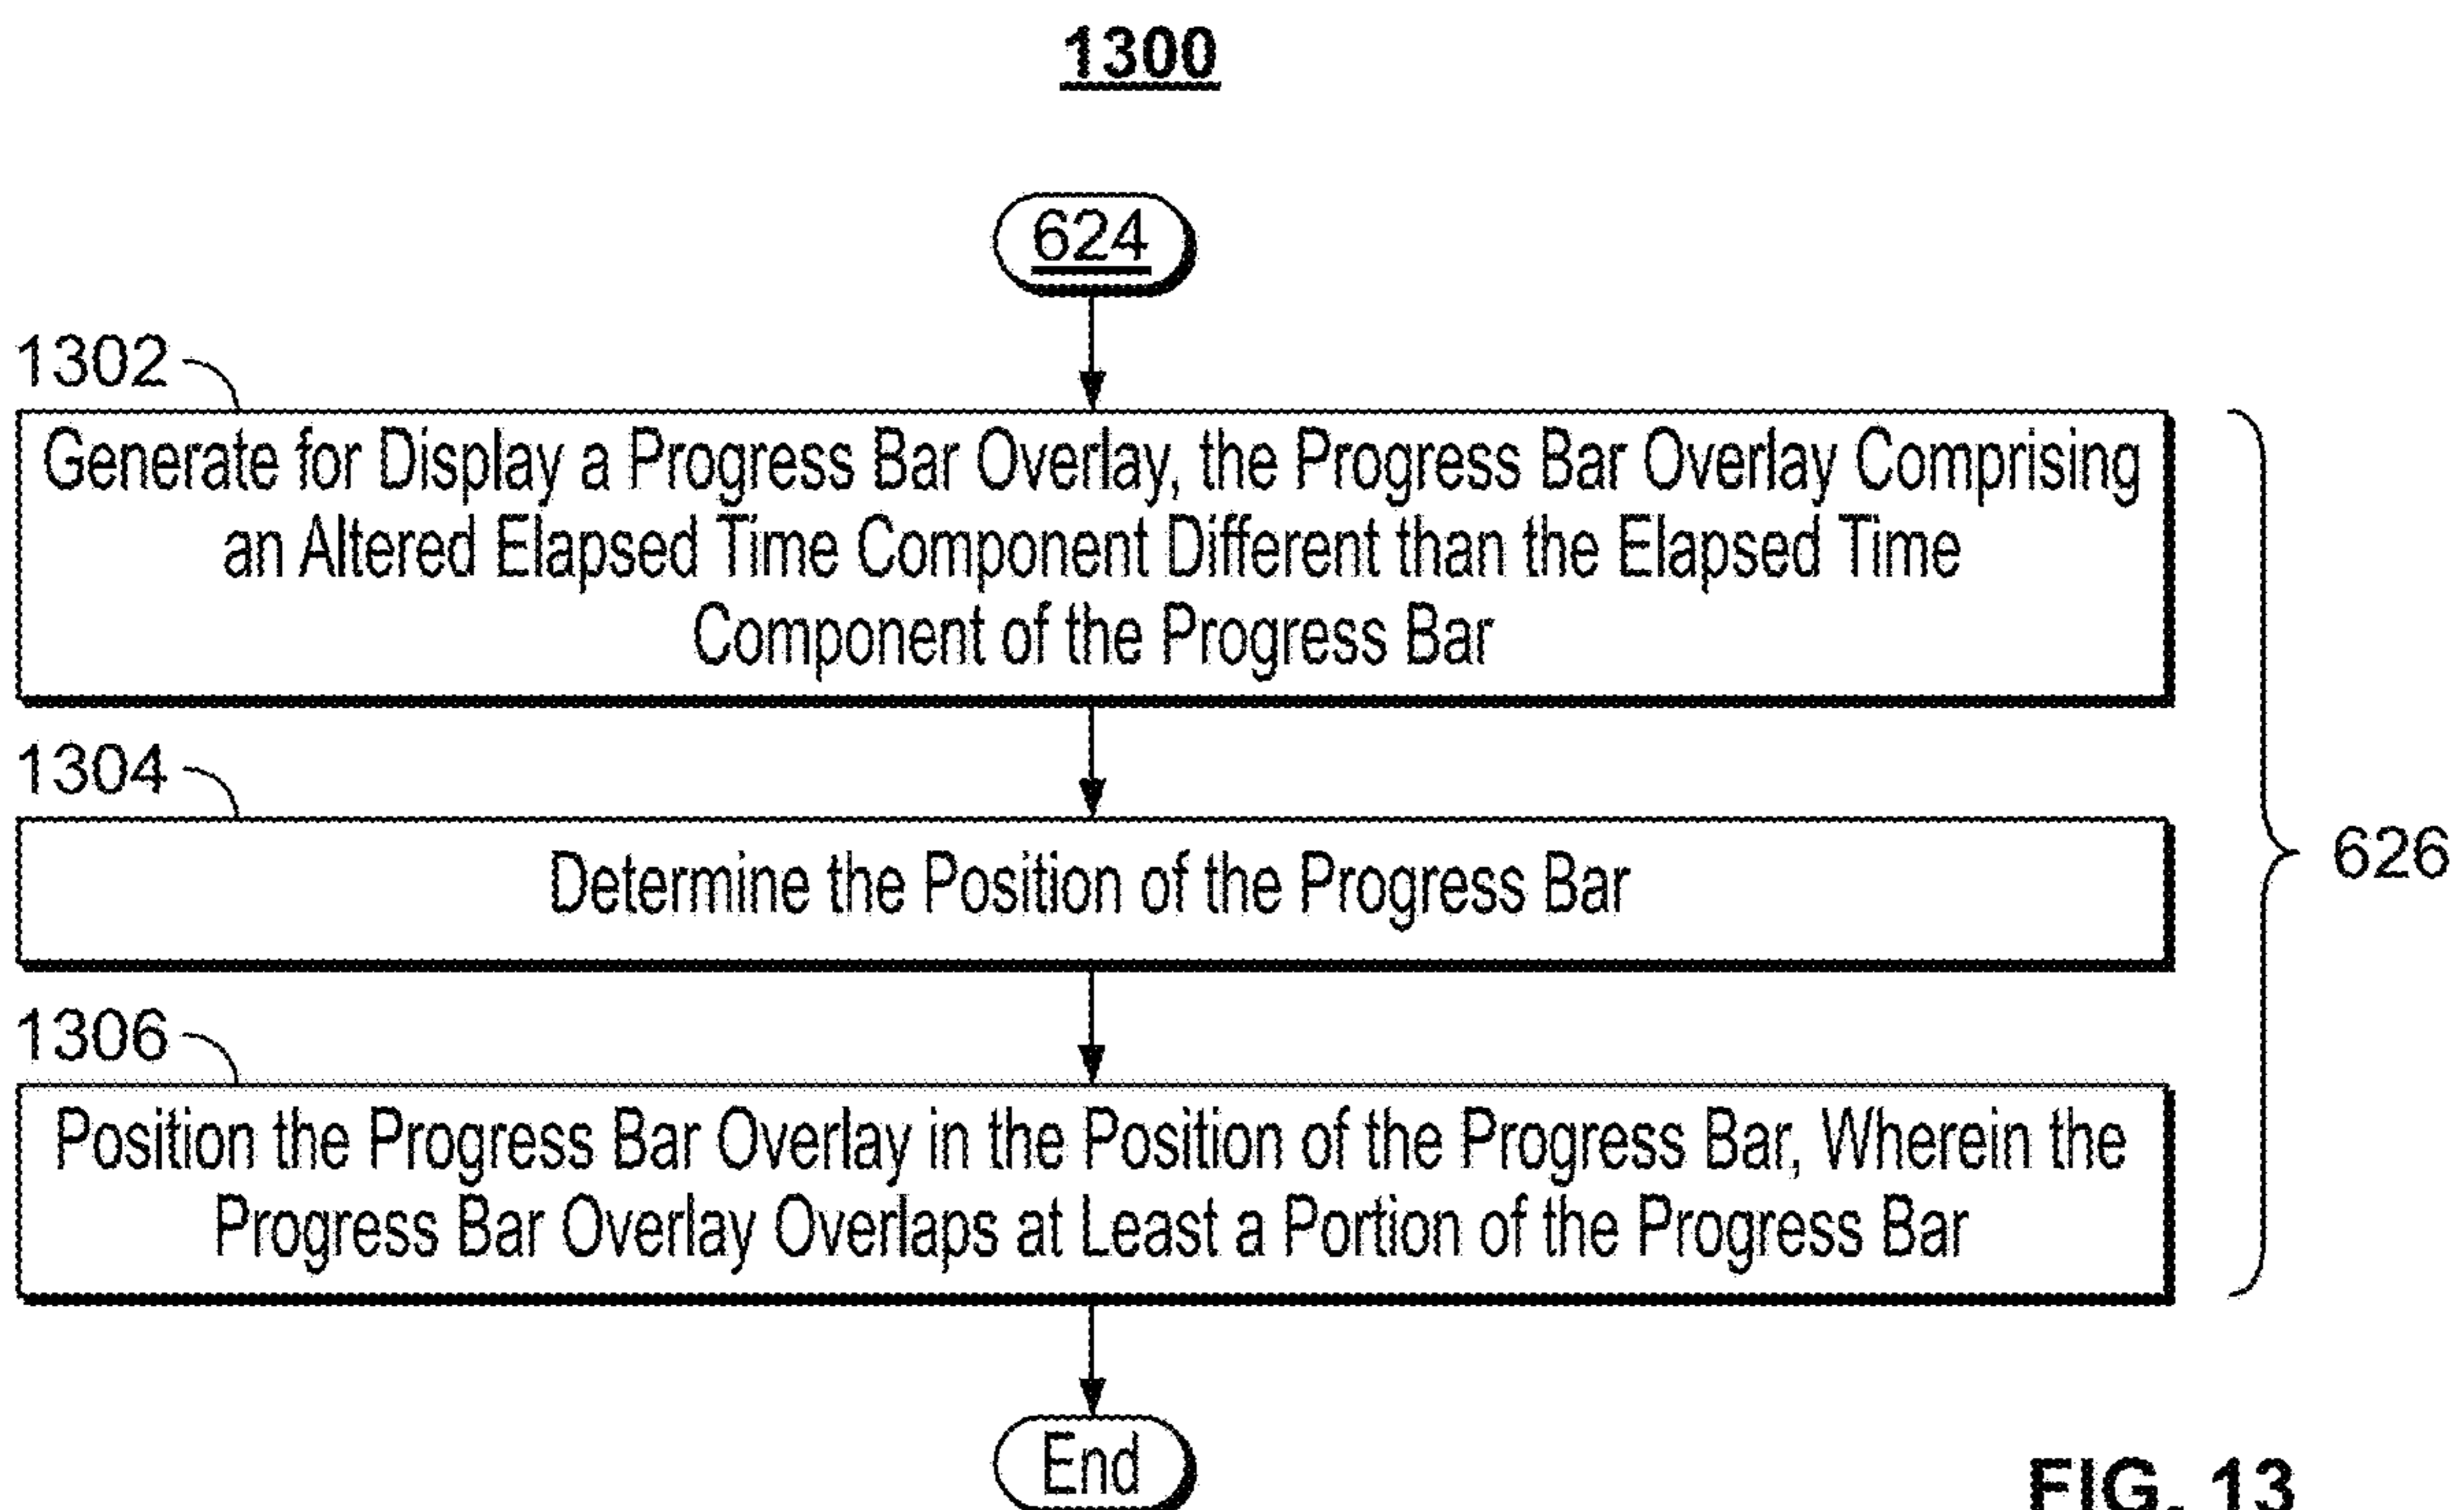 1300
624
1302
Generate for Display a Progress Bar Overlay, the Progress Bar Overlay Comprising
an Altered Elapsed Time Component Different than the Elapsed Time
Component of the Progress Bar
1304
Determine the Position of the Progress Bar
626
1306
Position the Progress Bar Overlay in the Position of the Progress Bar, Wherein the
Progress Bar Overlay Overlaps at Least a Portion of the Progress Bar
End
FIG. 13